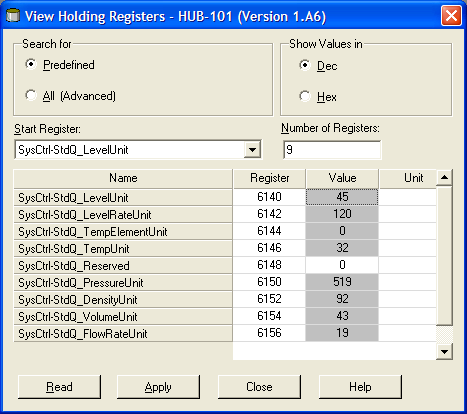 View Holding Registers - HUB-101 (Version 1.A6)
Search for
Predefined
All (Advanced)
Show Values in
Dec
Hex
Start Register:
Number of Registers:
SysCtrl-StdQ_LevelUnit
9
Name Register Value Unit
SysCtrl-StdQ_LevelUnit 6140 45
SysCtrl-StdQ_LevelRateUnit 6142 120
SysCtrl-StdQ_TempElementUnit 6144 0
SysCtrl-StdQ_TempUnit 6146 32
SysCtrl-StdQ_Reserved 6148 0
SysCtrl-StdQ_PressureUnit 6150 519
SysCtrl-StdQ_DensityUnit 6152 92
SysCtrl-StdQ_VolumeUnit 6154 43
SysCtrl-StdQ_FlowRateUnit 6156 19
Read Apply Close Help